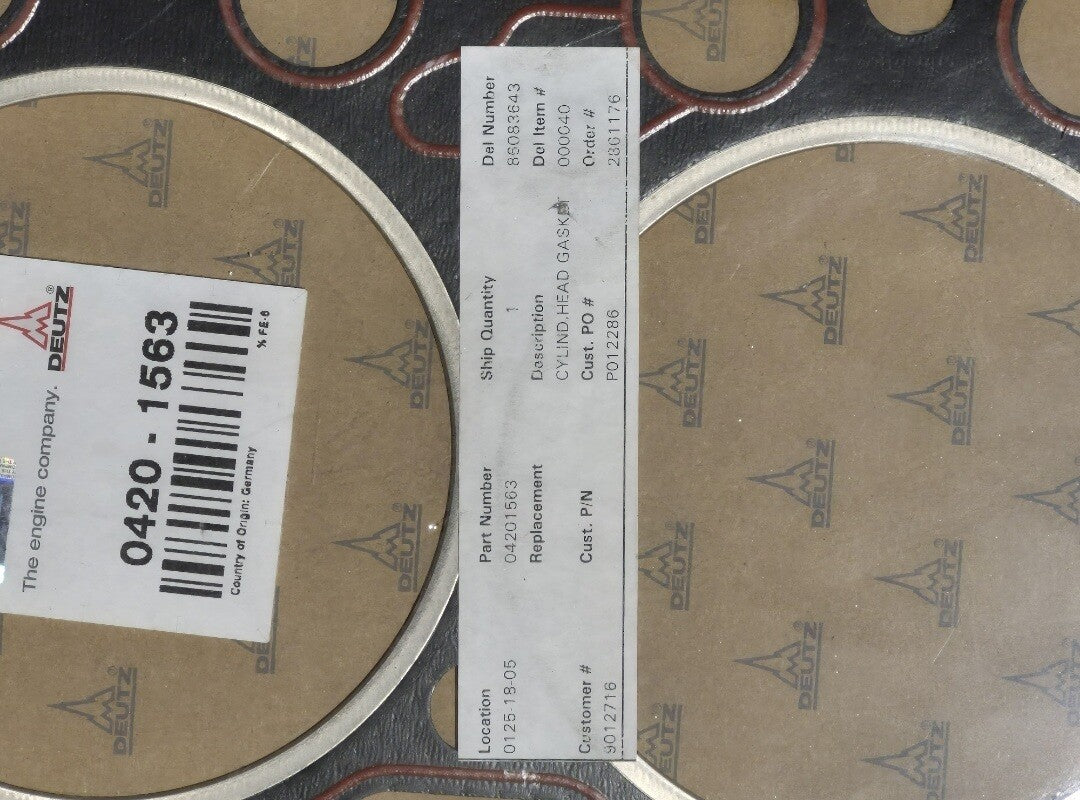 DEUTZ®
The engine company.
0420 - 1563
Country of Origin: Germany
Location
0125-18-05
Part Number
04201563
Ship Quantity
1
Del Number
86083643
Replacement
Description
CYLIND.HEAD GASKET
Del Item #
000040
Customer #
9012716
Cust. P/N
Cust. PO #
P012286
Order #
2801176
DEUTZ®